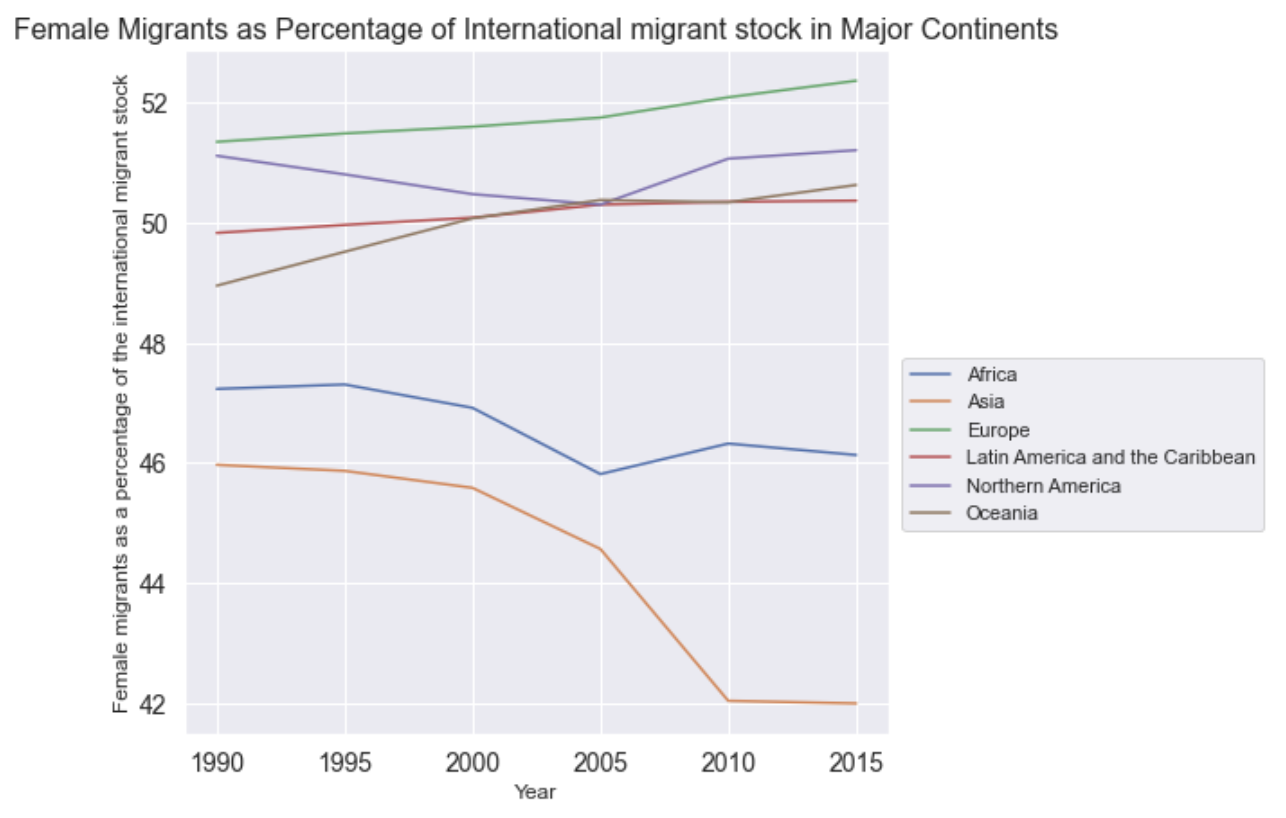 Female Migrants as Percentage of International migrant stock in Major Continents
Female migrants as a percentage of the international migrant stock
52
50
48
46
44
42
1990 1995 2000 2005 2010 2015
Year
Africa
Asia
Europe
Latin America and the Caribbean
Northern America
Oceania